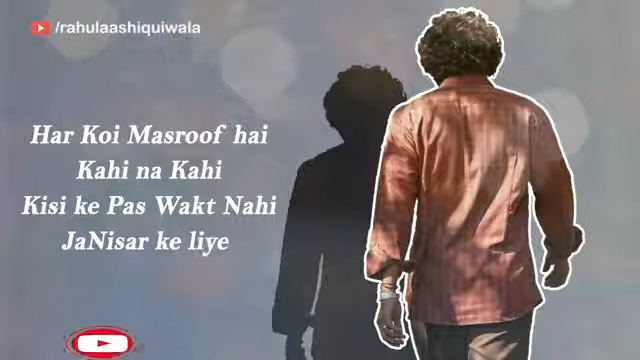 /rahulaashiquiwala
Har Koi Masroof hai
Kahi na Kahi
Kisi ke Pas Wakt Nahi
JaNisar ke liye